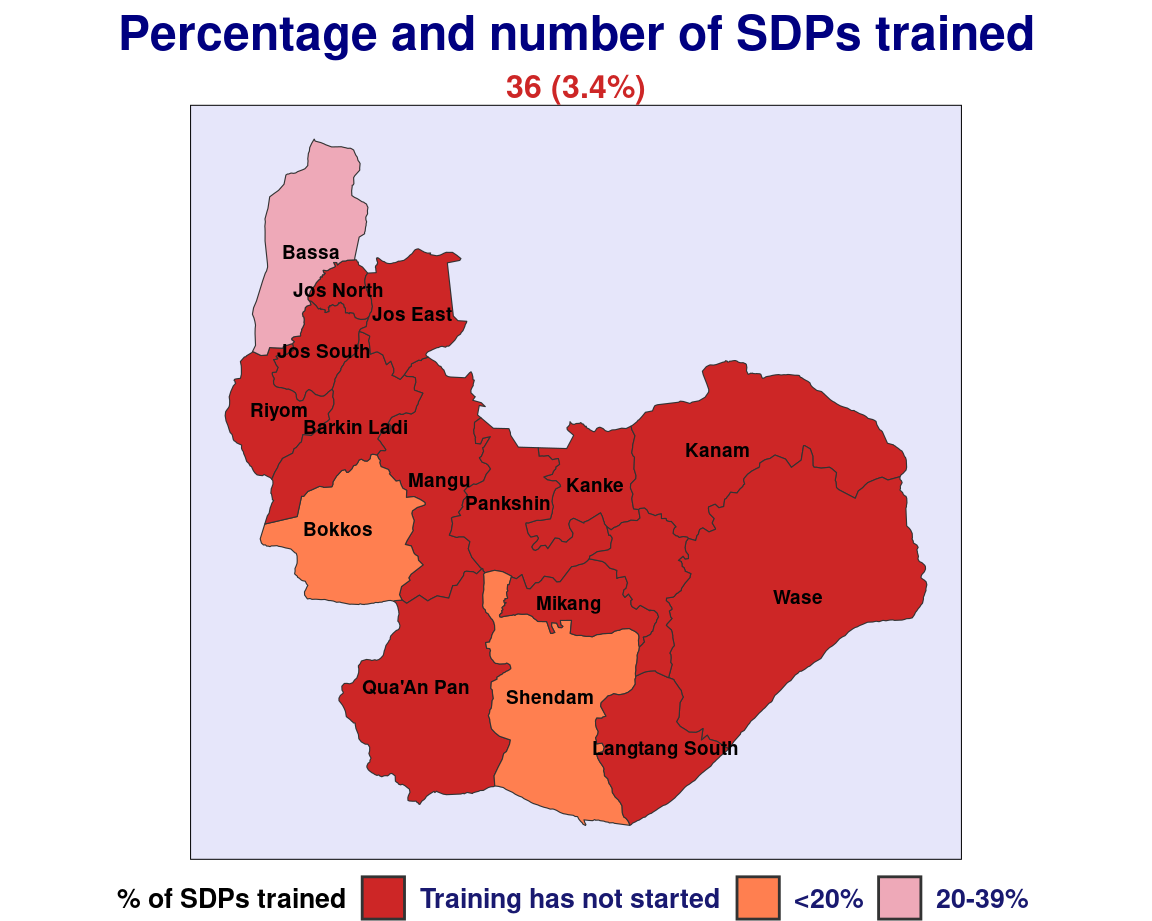 Percentage and number of SDPs trained
36 (3.4%)
Bassa
Jos North
Jos East
Jos South
Riyom
Barkin Ladi
Kanam
Mangu
Kanke
Pankshin
Bokkos
Wase
Mikang
Qua'An Pan
Shendam
Langtang South
% of SDPs trained Training has not started <20% 20-39%